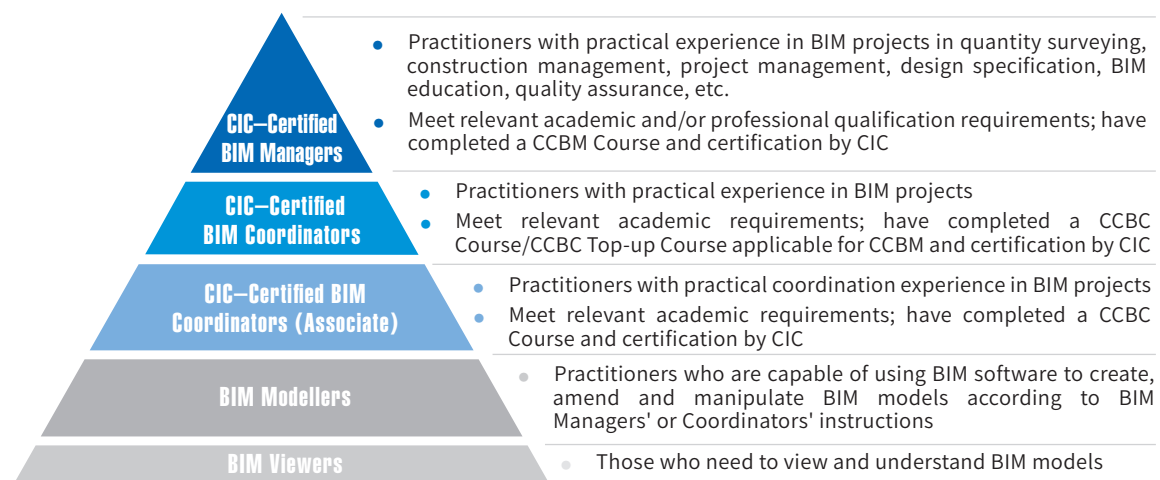 ● Practitioners with practical experience in BIM projects in quantity surveying,
construction management, project management, design specification, BIM
education, quality assurance, etc.
● Meet relevant academic and/or professional qualification requirements; have
completed a CCBM Course and certification by CIC
CIC–Certified
BIM Managers
● Practitioners with practical experience in BIM projects
● Meet relevant academic requirements; have completed a CCBC
Course/CCBC Top-up Course applicable for CCBM and certification by CIC
CIC–Certified
BIM Coordinators
● Practitioners with practical coordination experience in BIM projects
● Meet relevant academic requirements; have completed a CCBC
Course and certification by CIC
CIC–Certified BIM
Coordinators (Associate)
● Practitioners who are capable of using BIM software to create,
amend and manipulate BIM models according to BIM
Managers' or Coordinators' instructions
BIM Modellers
● Those who need to view and understand BIM models
BIM Viewers